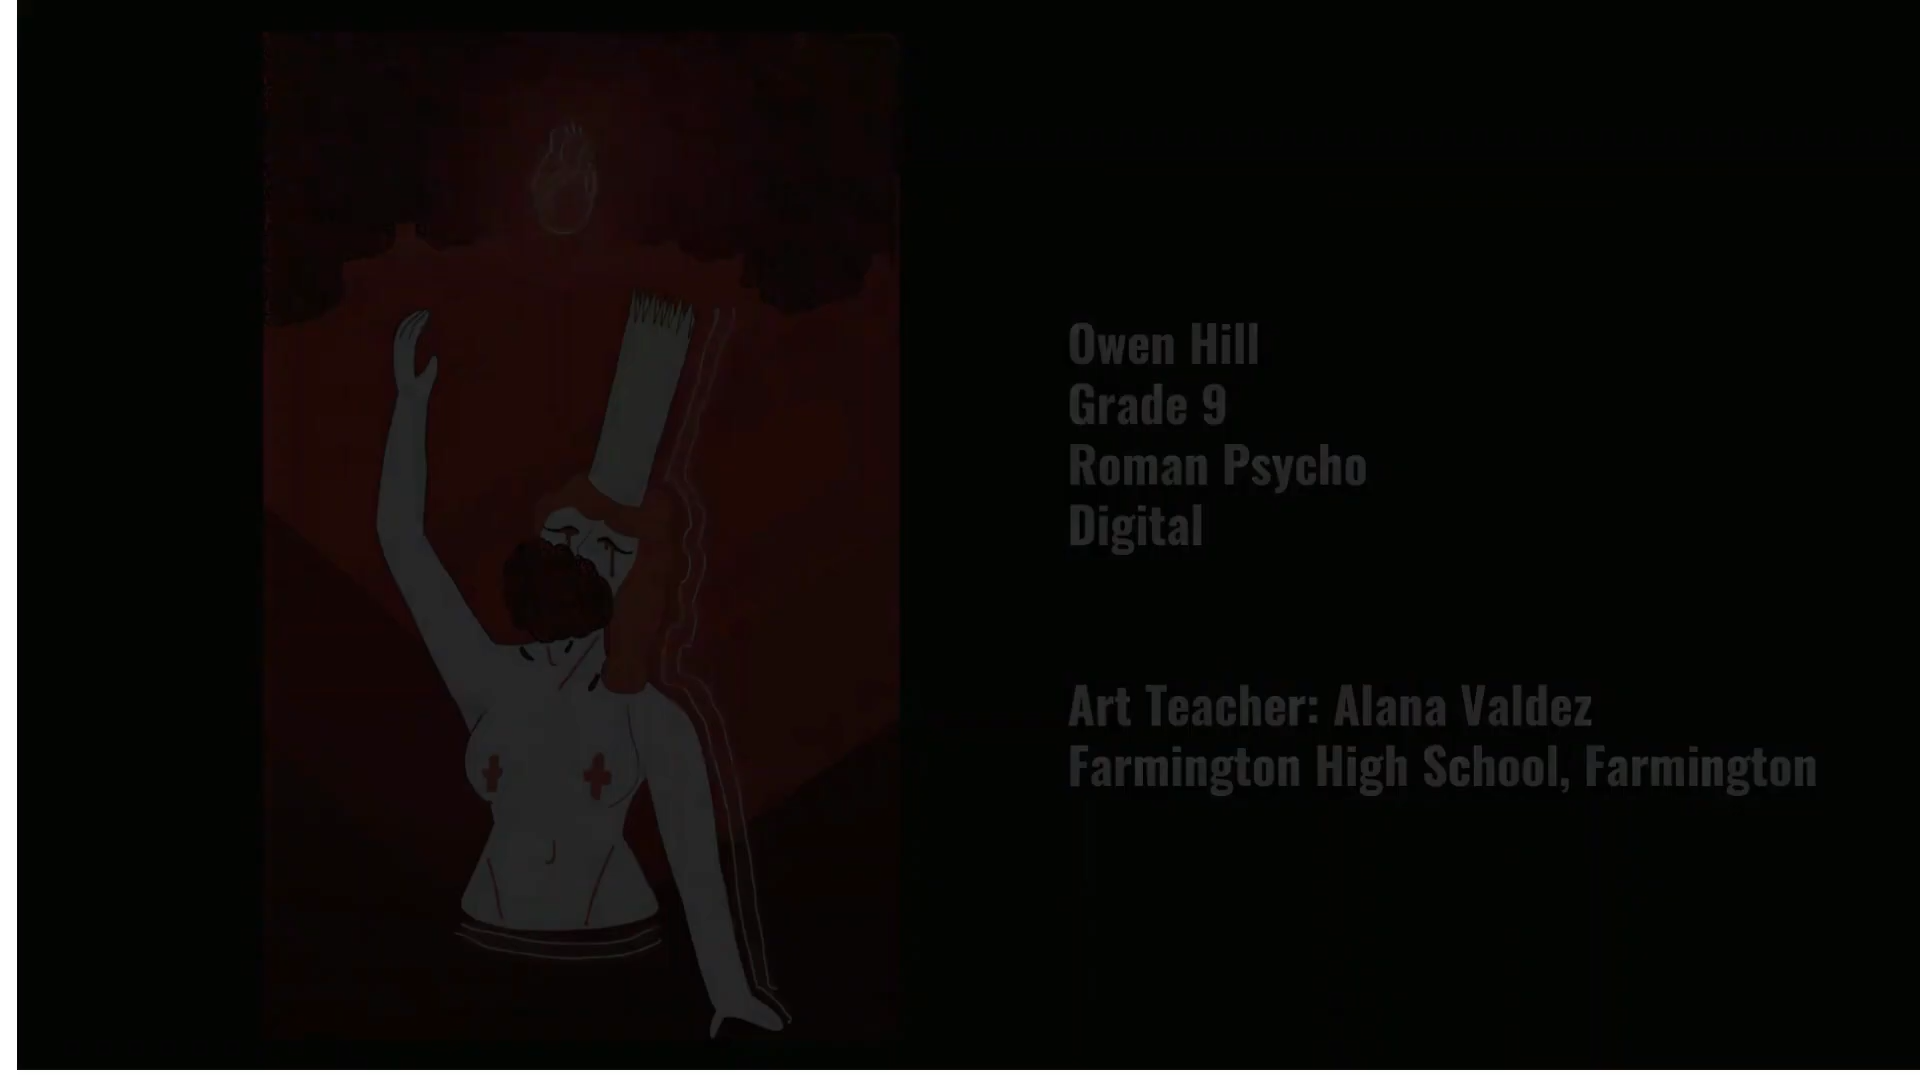 Owen Hill
Grade 9
Roman Psycho
Digital
Art Teacher: Alana Valdez
Farmington High School, Farmington